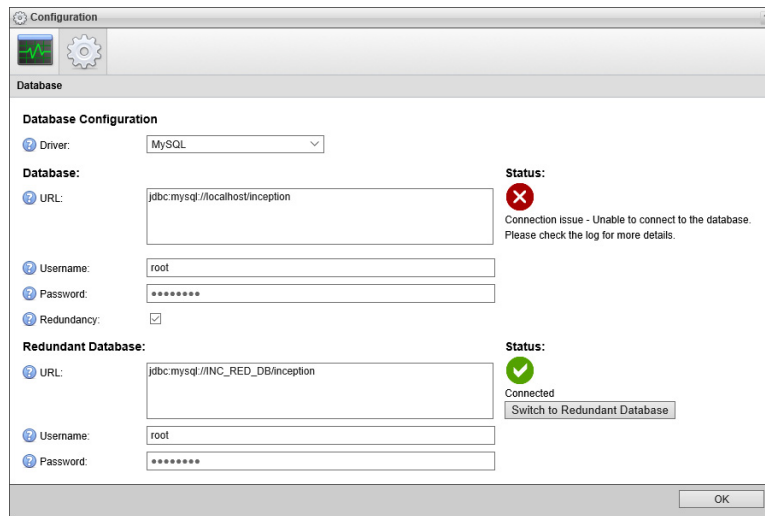 Configuration
Database
Database Configuration
Driver:
MySQL
Database:
Status:
URL:
jdbc:mysql://localhost/inception
Connection issue - Unable to connect to the database.
Please check the log for more details.
Username:
root
Password:
••••••••
Redundancy:
Redundant Database:
Status:
URL:
jdbc:mysql://INC_RED_DB/inception
Connected
Switch to Redundant Database
Username:
root
Password:
••••••••
OK